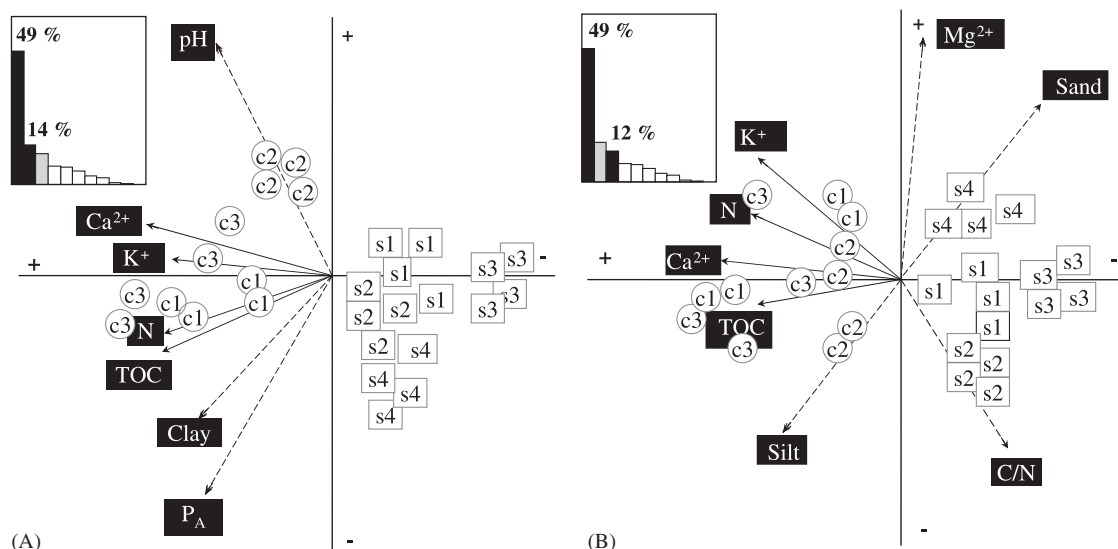 49 %
14 %
pH
+
c2
c2
c2
c2
c3
Ca2+
K+
c3
+
-
s1
s1
s3
s3
s1
s2
c1
c3
c1
c1
s1
s3
s3
s2
s2
c1
c3
N
TOC
s2
s4
s4
s4
s4
Clay
PA
(A)
-
49 %
12 %
+
Mg2+
Sand
K+
s4
c3
c1
N
c1
s4
s4
s4
c2
+
Ca2+
-
s1
s3
s3
c2
c3
c1
c1
s1
s1
s3
s3
c3
TOC
c3
c2
c2
s1
s2
s2
s2
s2
Silt
C/N
(B)
-